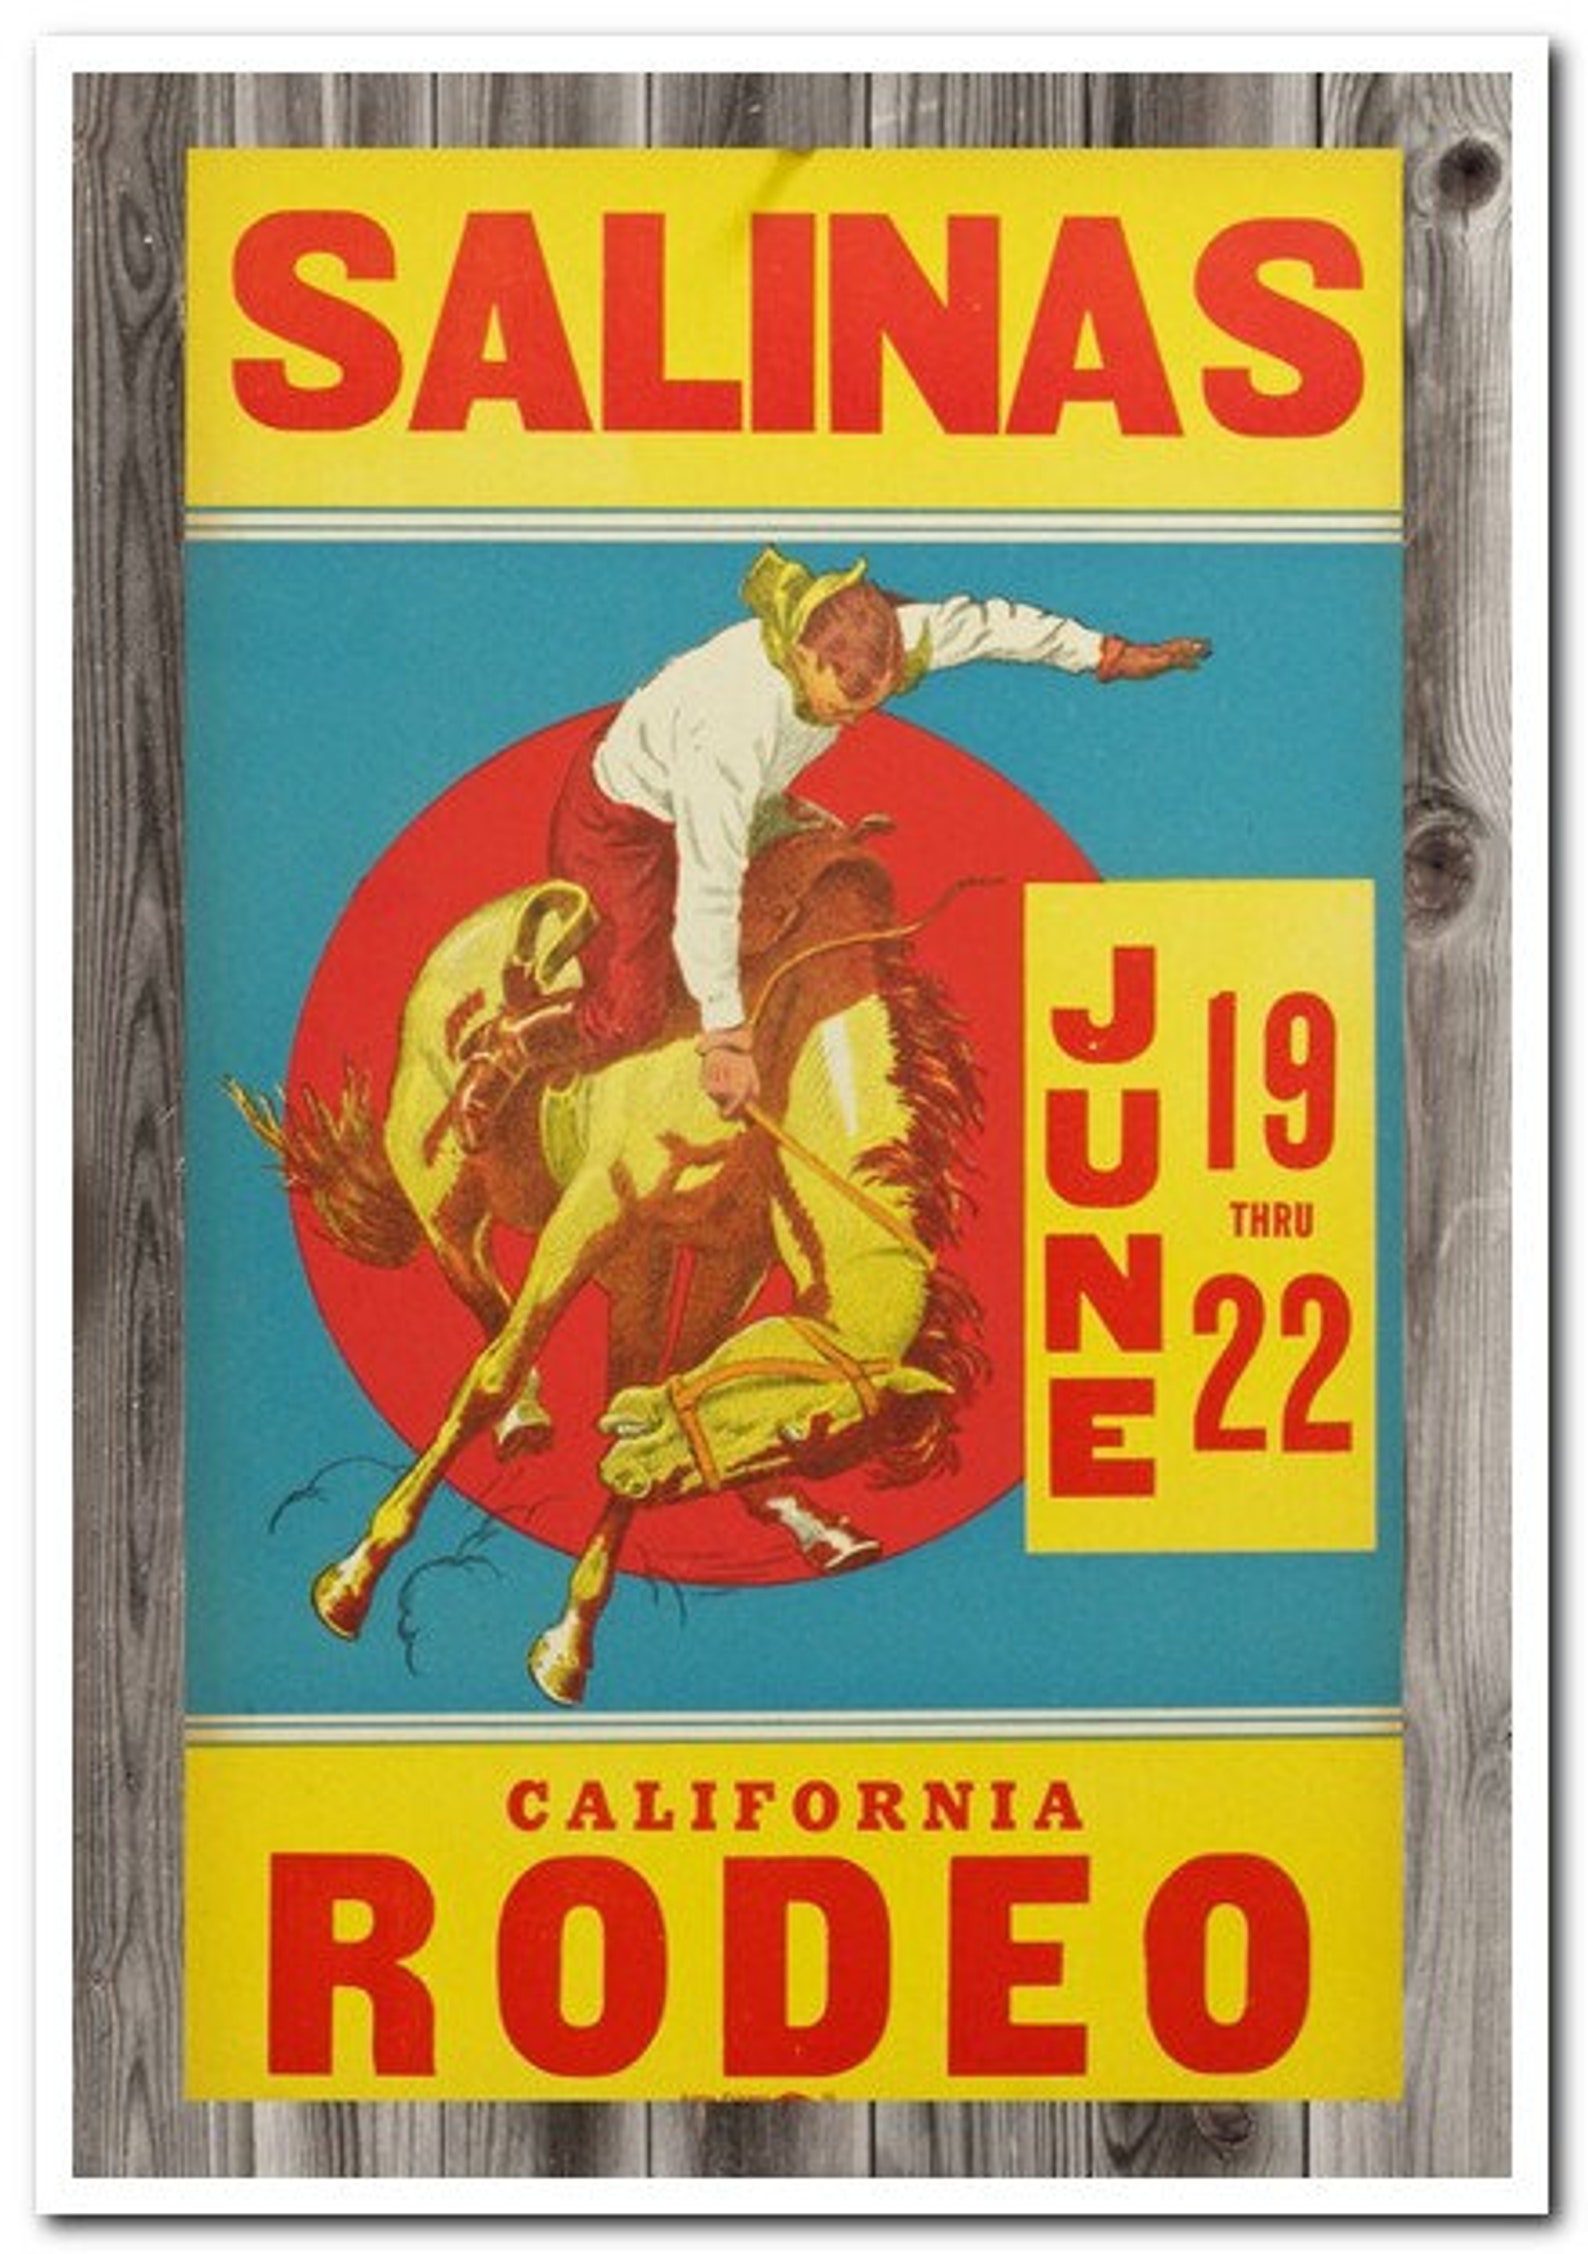 SALINAS
JUNE
19
THRU
22
CALIFORNIA
RODEO